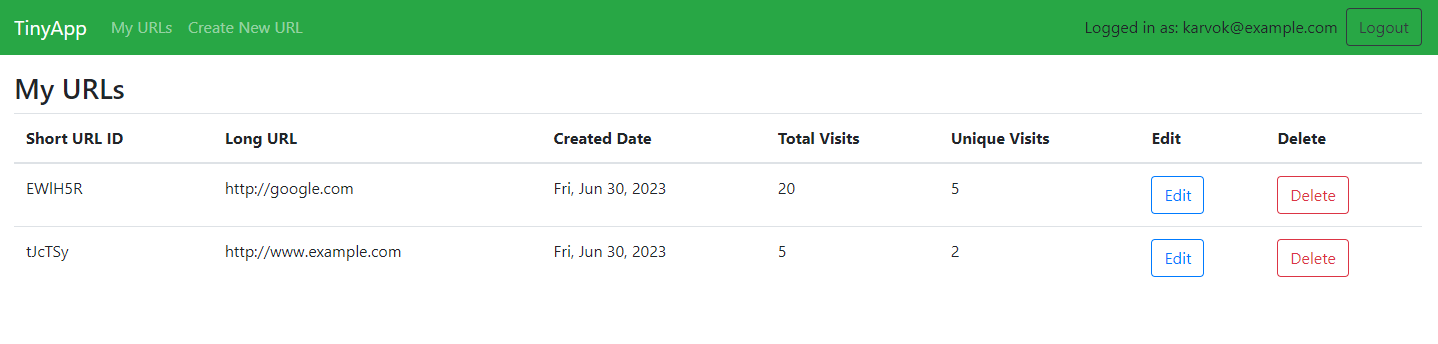 TinyApp My URLs Create New URL Logged in as: karvok@example.com Logout
My URLs
Short URL ID Long URL Created Date Total Visits Unique Visits Edit Delete
EWlH5R http://google.com Fri, Jun 30, 2023 20 5 Edit Delete
tJcTSy http://www.example.com Fri, Jun 30, 2023 5 2 Edit Delete